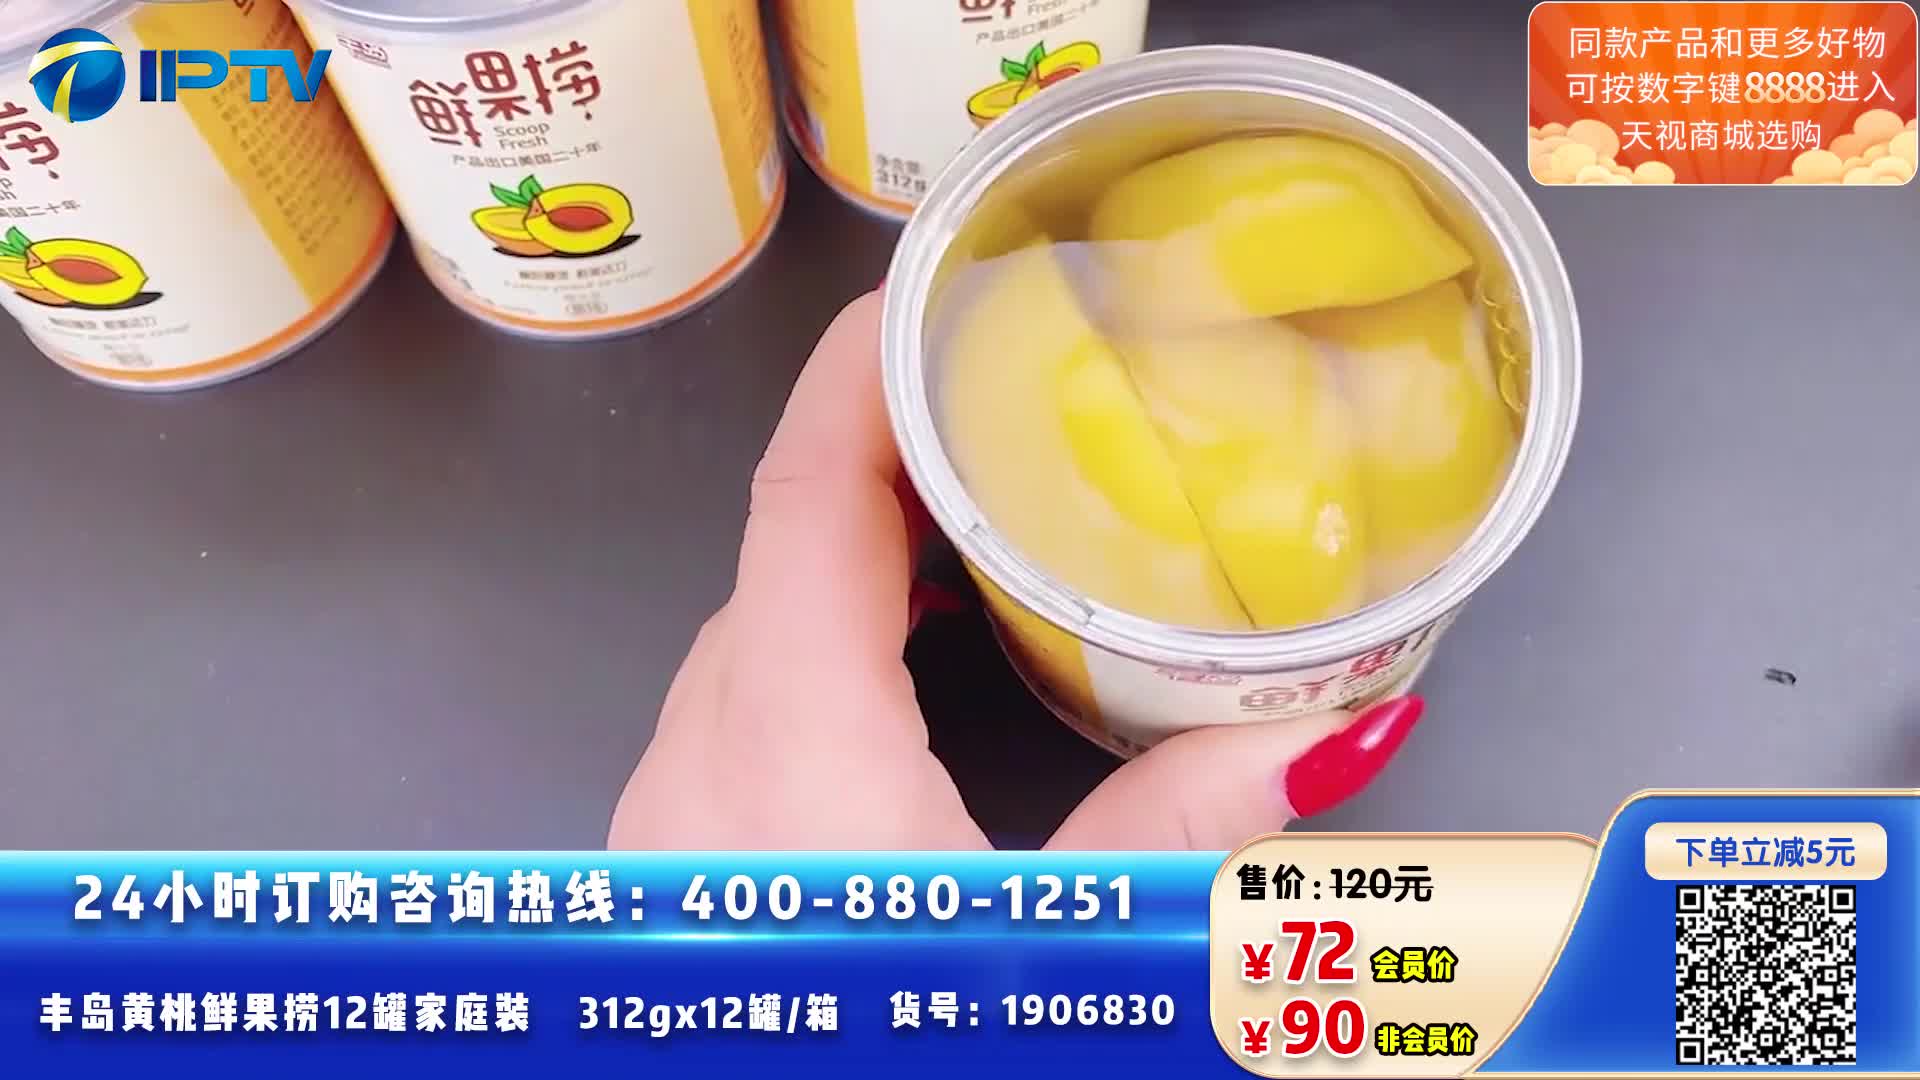 IPTV
同款产品和更多好物
可按数字键8888进入
天视商城选购
鲜果捞
Scoop
Fresh
产品出口美国二十年
312g
24小时订购咨询热线：400-880-1251
丰岛黄桃鲜果捞12罐家庭装 312gx12罐/箱 货号：1906830
售价:120元
¥72 会员价
¥90 非会员价
下单立减5元